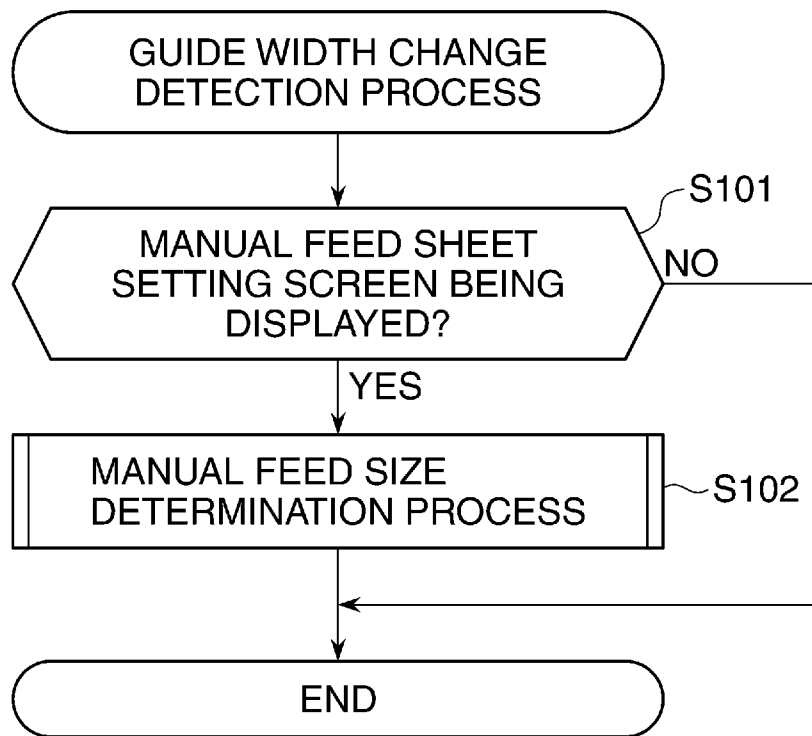 GUIDE WIDTH CHANGE
DETECTION PROCESS
S101
MANUAL FEED SHEET
SETTING SCREEN BEING
DISPLAYED?
NO
YES
MANUAL FEED SIZE
DETERMINATION PROCESS
S102
END